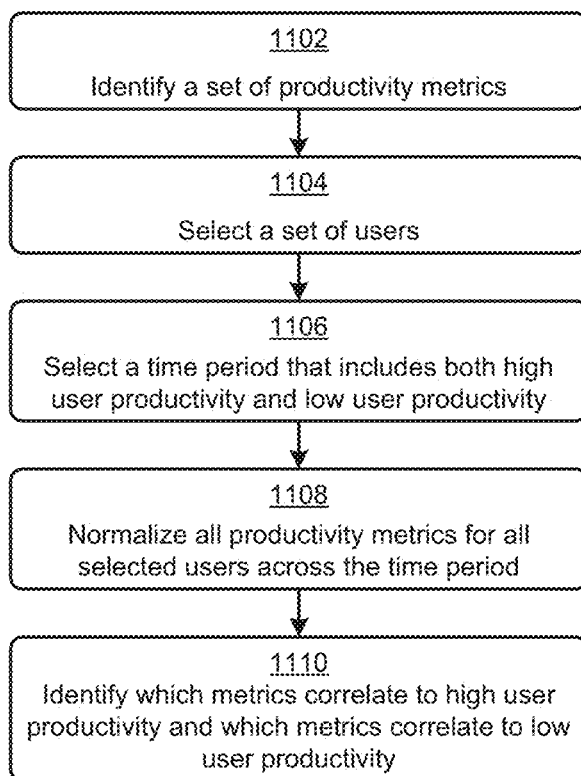 1102
Identify a set of productivity metrics
1104
Select a set of users
1106
Select a time period that includes both high
user productivity and low user productivity
1108
Normalize all productivity metrics for all
selected users across the time period
1110
Identify which metrics correlate to high user
productivity and which metrics correlate to low
user productivity